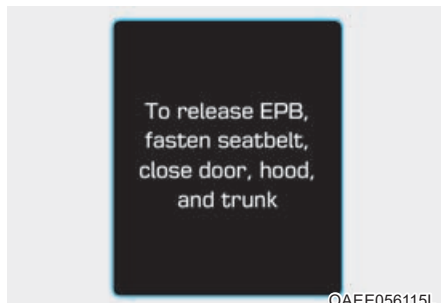 To release EPB,
fasten seatbelt,
close door, hood,
and trunk
OAEE056115L